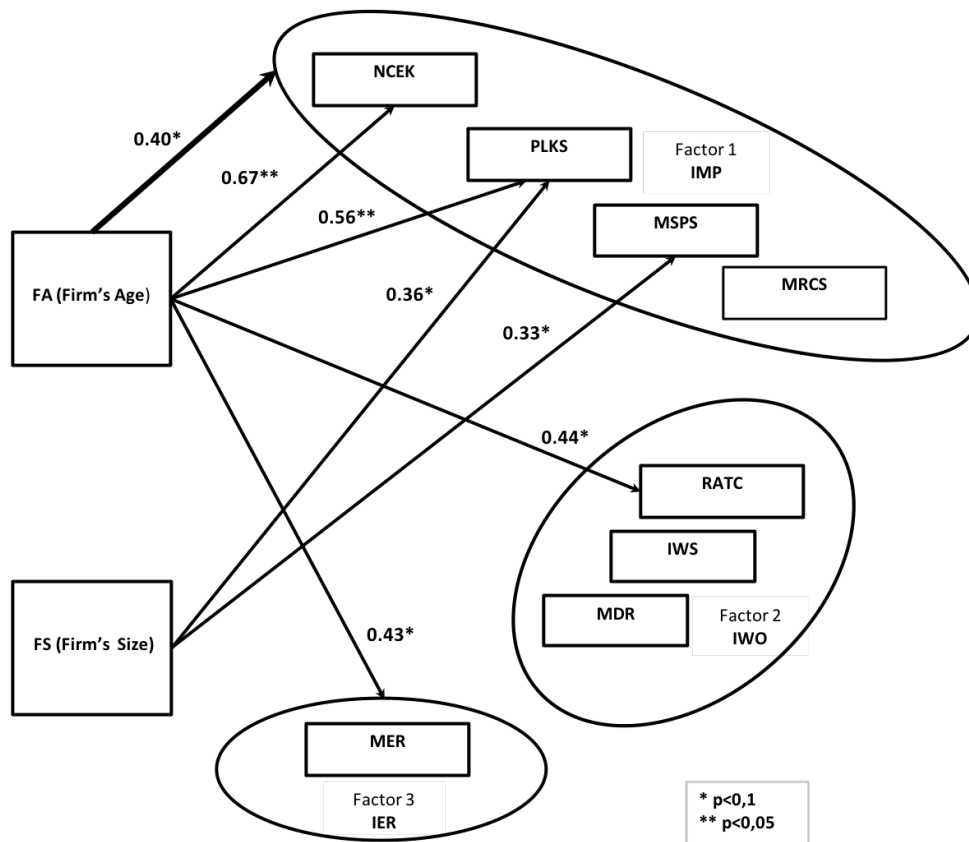 NCEK
0.40*
PLKS
Factor 1
IMP
0.67**
0.56**
MSPS
FA (Firm's Age)
0.36*
MRCS
0.33*
0.44*
RATC
IWS
MDR
Factor 2
IWO
FS (Firm's Size)
0.43*
MER
Factor 3
IER
* p<0,1
** p<0,05